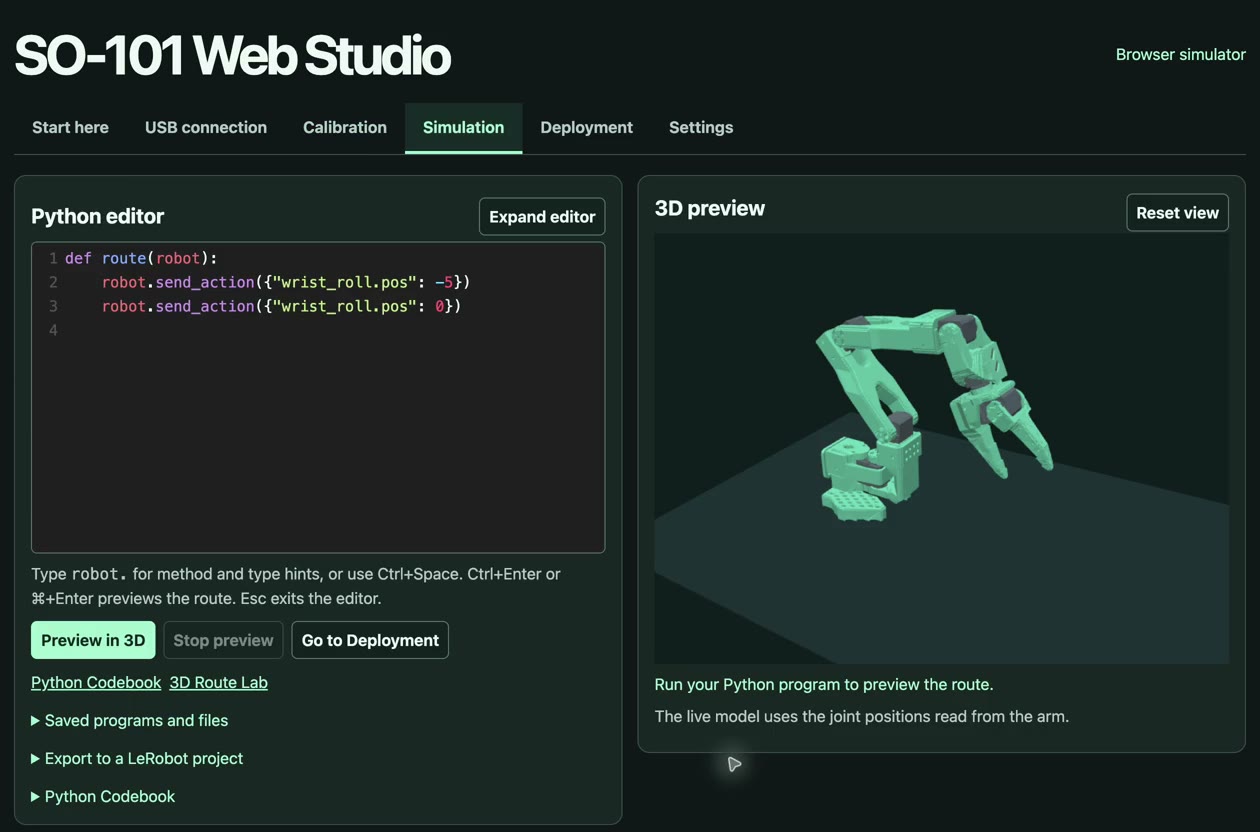 SO-101 Web Studio
Browser simulator
Start here
USB connection
Calibration
Simulation
Deployment
Settings
Python editor
Expand editor
1 def route(robot):
2     robot.send_action({"wrist_roll.pos": -5})
3     robot.send_action({"wrist_roll.pos": 0})
4
Type robot. for method and type hints, or use Ctrl+Space. Ctrl+Enter or
⌘+Enter previews the route. Esc exits the editor.
Preview in 3D
Stop preview
Go to Deployment
Python Codebook
3D Route Lab
▶ Saved programs and files
▶ Export to a LeRobot project
▶ Python Codebook
3D preview
Reset view
Run your Python program to preview the route.
The live model uses the joint positions read from the arm.